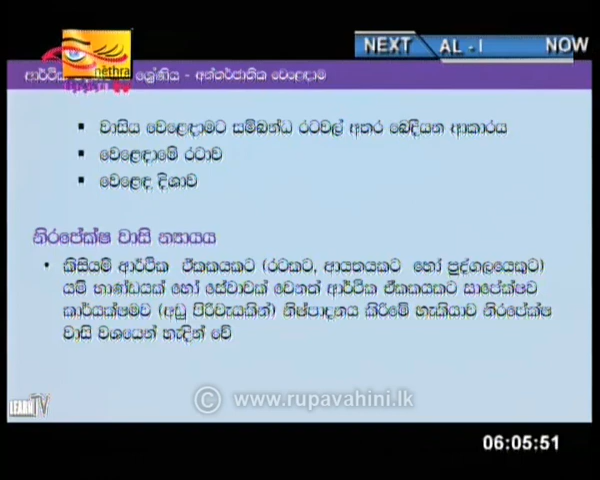 NEXT AL - I NOW
nethra
ආර්ථික ශ්‍රේණිය - අන්තර්ජාතික වෙළෙඳාම
▪ වාසිය වෙළෙඳාමට සම්බන්ධ රටවල් අතර බෙදීයන ආකාරය
▪ වෙළෙඳාමේ රටාව
▪ වෙළෙඳ දිශාව
නිරපේක්ෂ වාසි න්‍යායය
• කිසියම් ආර්ථික ඒකකයකට (රටකට, ආයතයකට හෝ පුද්ගලයෙකුට)
යම් භාණ්ඩයක් හෝ සේවාවක් වෙනත් ආර්ථික ඒකකයකට සාපේක්ෂව
කාර්යක්ෂමව (අඩු පිරිවැයකින්) නිෂ්පාදනය කිරීමේ හැකියාව නිරපේක්ෂ
වාසි වශයෙන් හැඳින් වේ
© www.rupavahini.lk
LEARN TV
06:05:51